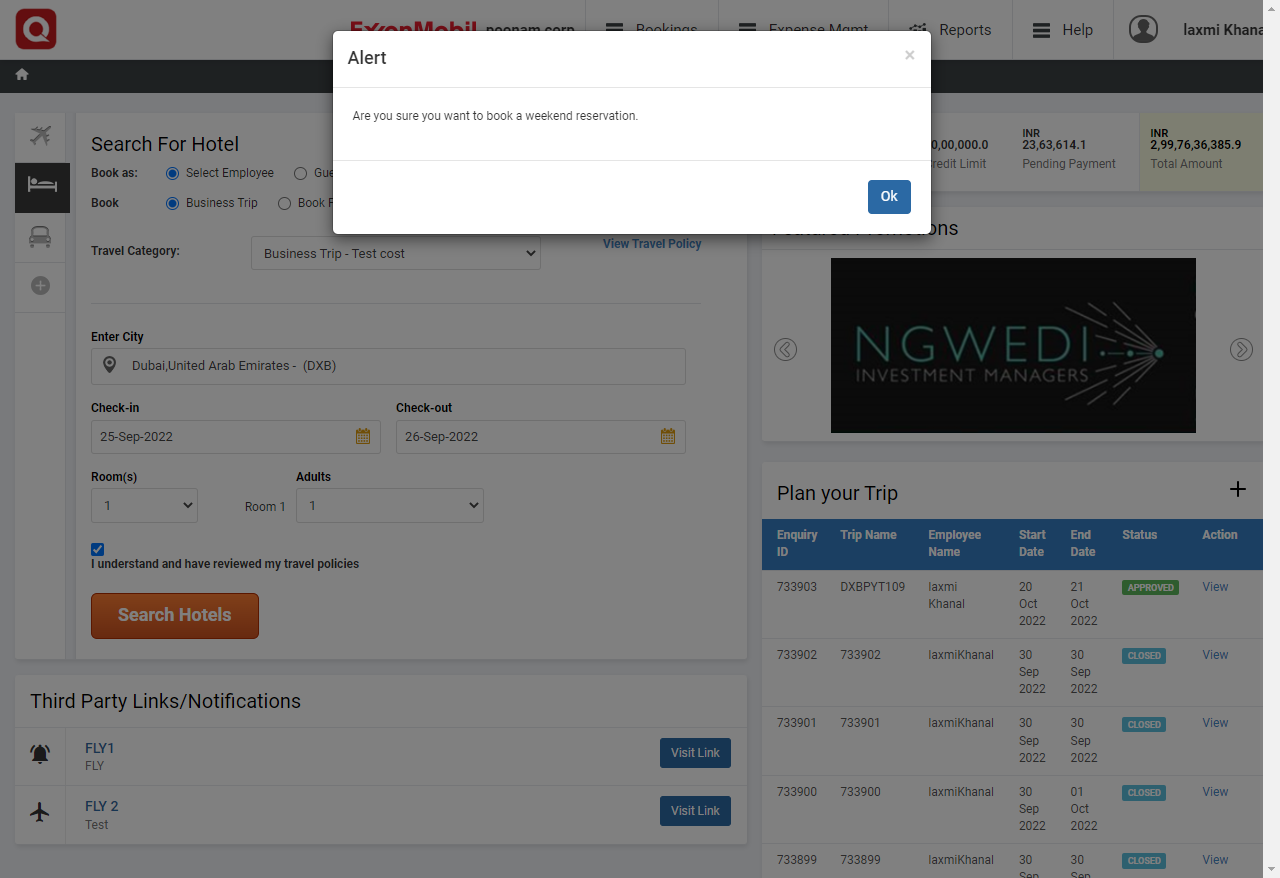 ExxonMobil poonam corp
Bookings
Expense Mgmt
Reports
Help
laxmi Khana
Alert
×
Are you sure you want to book a weekend reservation.
Ok
Search For Hotel
Book as:
Select Employee
Gue
Book
Business Trip
Book
Travel Category:
Business Trip - Test cost
View Travel Policy
Enter City
Dubai,United Arab Emirates - (DXB)
Check-in
Check-out
25-Sep-2022
26-Sep-2022
Room(s)
Adults
1
Room 1
1
I understand and have reviewed my travel policies
Search Hotels
Third Party Links/Notifications
FLY1
FLY
Visit Link
FLY 2
Test
Visit Link
INR
0,00,000.0
23,63,614.1
INR
2,99,76,36,385.9
redit Limit
Pending Payment
Total Amount
NGWEDI
INVESTMENT MANAGERS
Plan your Trip
Enquiry ID Trip Name Employee Name Start Date End Date Status Action
733903 DXBPYT109 laxmi Khanal 20 Oct 2022 21 Oct 2022 APPROVED View
733902 733902 laxmiKhanal 30 Sep 2022 30 Sep 2022 CLOSED View
733901 733901 laxmiKhanal 30 Sep 2022 30 Sep 2022 CLOSED View
733900 733900 laxmiKhanal 30 Sep 2022 01 Oct 2022 CLOSED View
733899 733899 laxmiKhanal 30 Sep 30 Sep CLOSED View